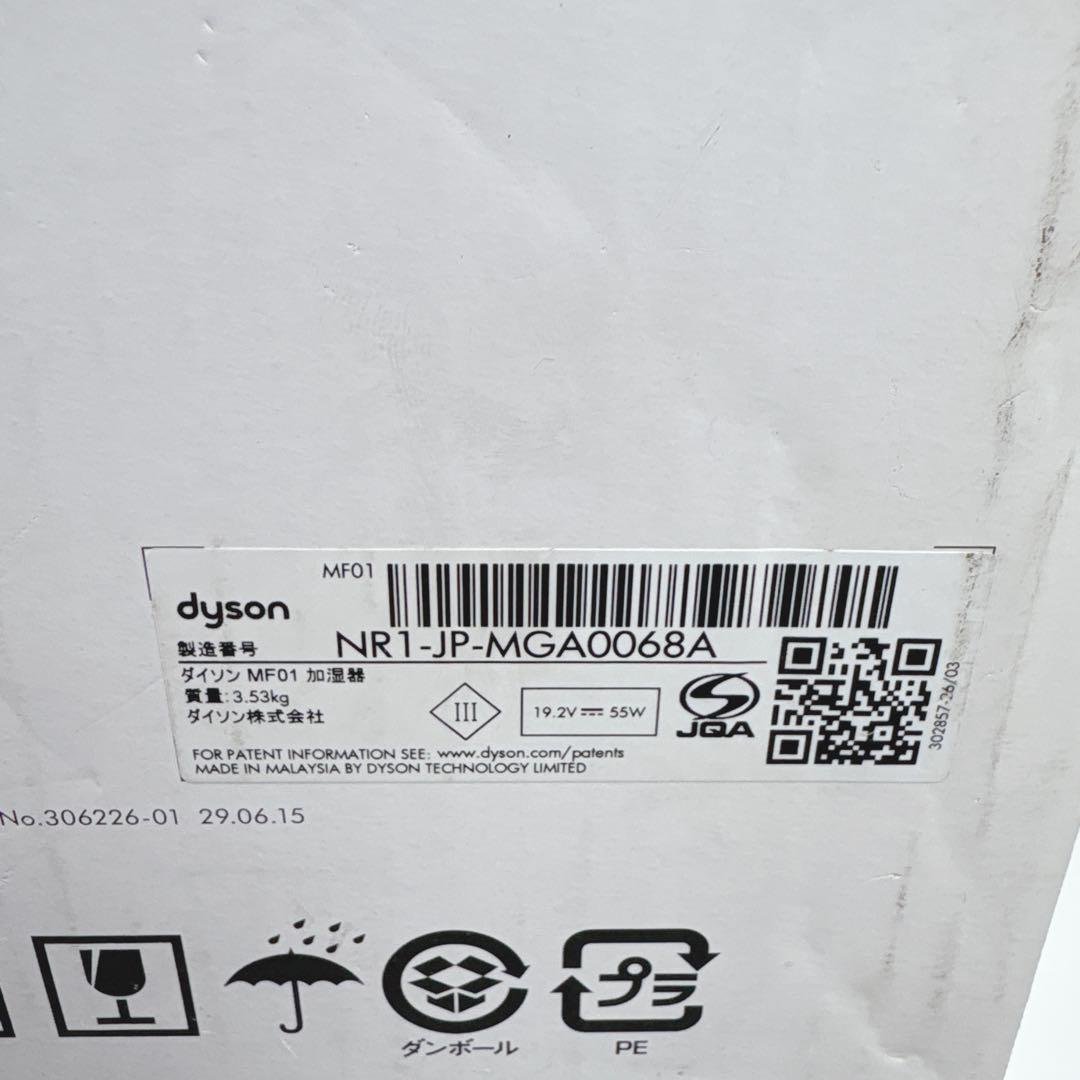 MF01
dyson
製造番号 NR1-JP-MGA0068A
ダイソン MF01 加湿器
質量: 3.53kg
ダイソン株式会社
III
19.2V⎓ 55W
JQA
302857-26/03
FOR PATENT INFORMATION SEE: www.dyson.com/patents
MADE IN MALAYSIA BY DYSON TECHNOLOGY LIMITED
No.306226-01 29.06.15
プラ
ダンボール
PE